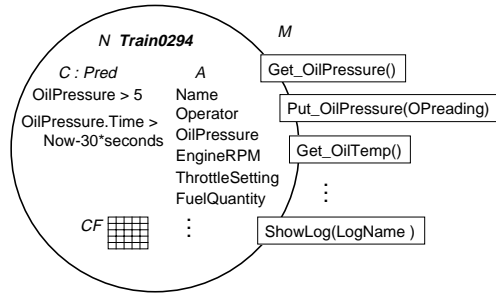 N Train0294
M
C : Pred
A
Get_OilPressure()
OilPressure > 5
Name
Put_OilPressure(OPreading)
Operator
OilPressure.Time >
Now-30*seconds
OilPressure
Get_OilTemp()
EngineRPM
ThrottleSetting
FuelQuantity
CF
ShowLog(LogName )